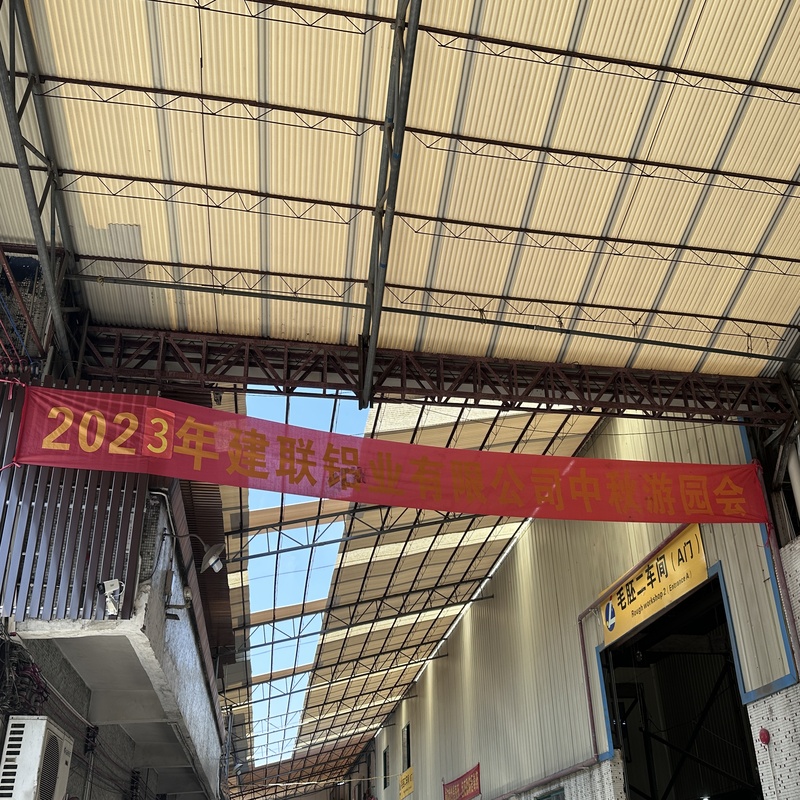 2023年建联铝业有限公司中秋游园会
毛胚二车间（A门）
Rough workshop 2 ( Entrance A )